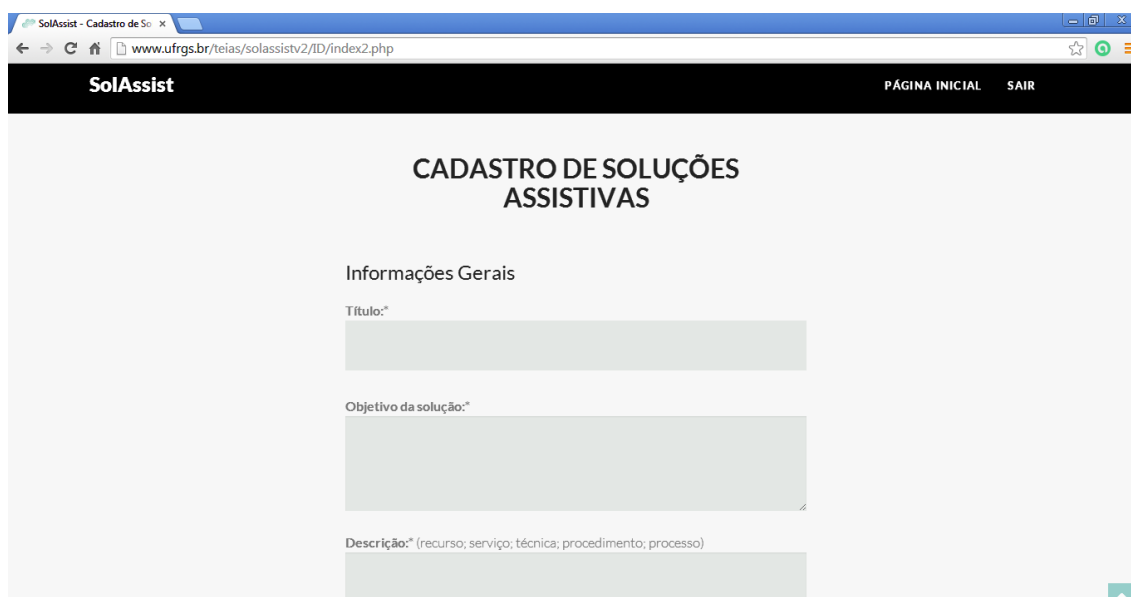 SolAssist - Cadastro de So
www.ufrgs.br/teias/solassistv2/ID/index2.php
SolAssist
PÁGINA INICIAL SAIR
CADASTRO DE SOLUÇÕES
ASSISTIVAS
Informações Gerais
Título:*
Objetivo da solução:*
Descrição:* (recurso; serviço; técnica; procedimento; processo)